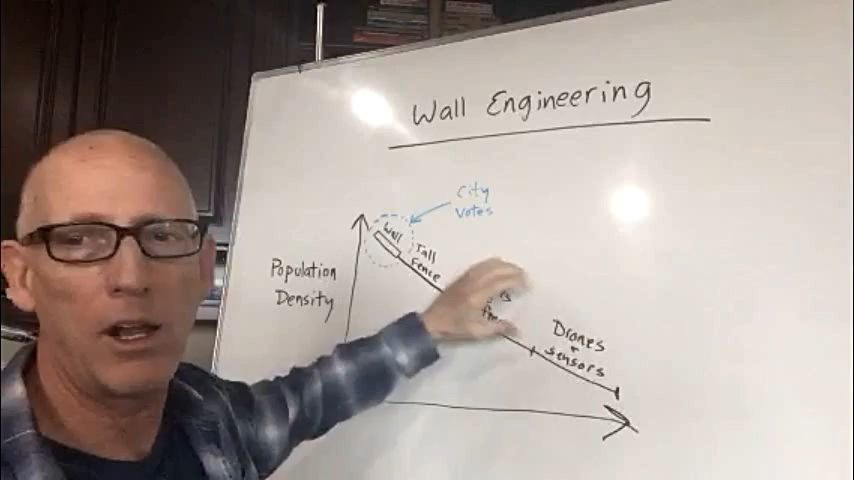 Wall Engineering
City
Votes
Wall
Tall
Fence
Population
Density
Drones
+
sensors